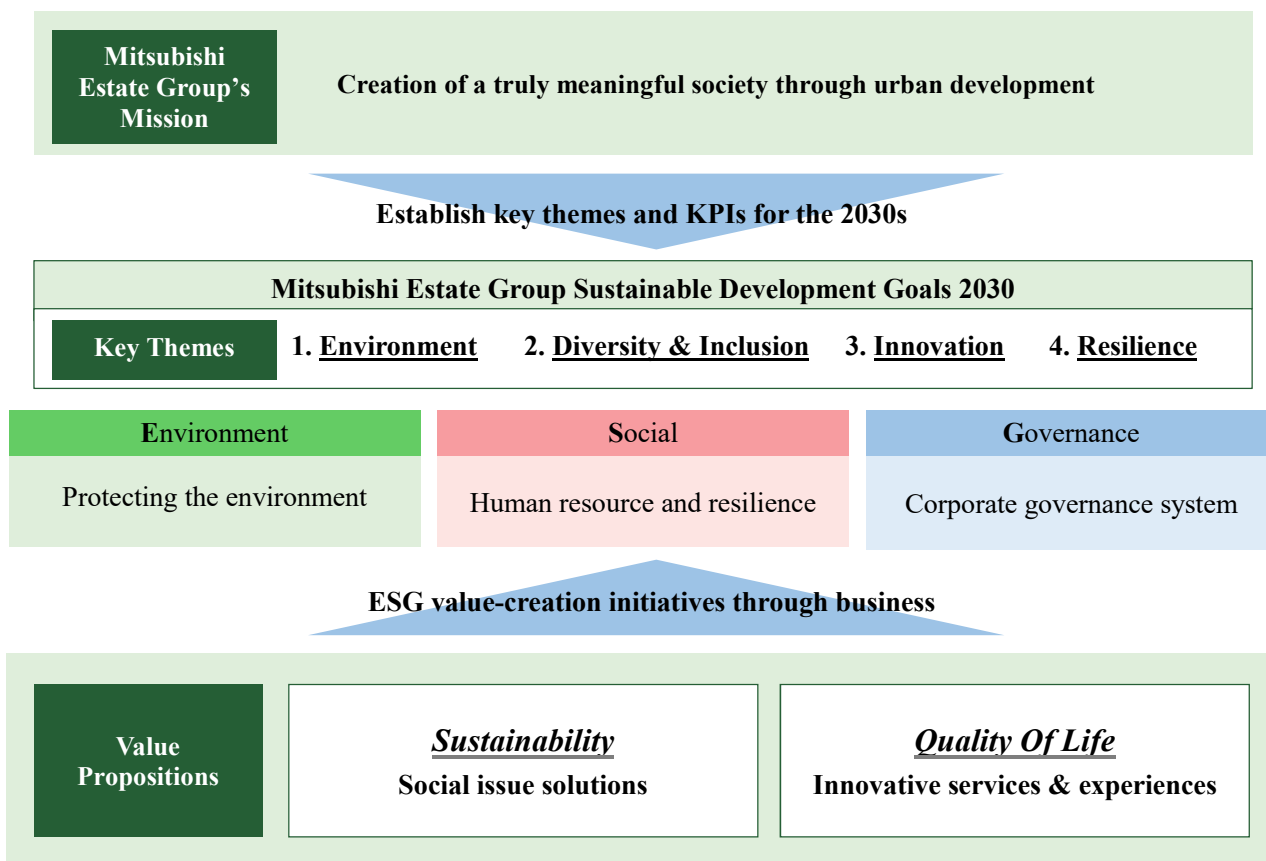 Mitsubishi
Estate Group's
Mission
Creation of a truly meaningful society through urban development
Establish key themes and KPIs for the 2030s
Mitsubishi Estate Group Sustainable Development Goals 2030
Key Themes
1. Environment
2. Diversity & Inclusion
3. Innovation
4. Resilience
Environment
Protecting the environment
Social
Human resource and resilience
Governance
Corporate governance system
ESG value-creation initiatives through business
Value
Propositions
Sustainability
Social issue solutions
Quality Of Life
Innovative services & experiences